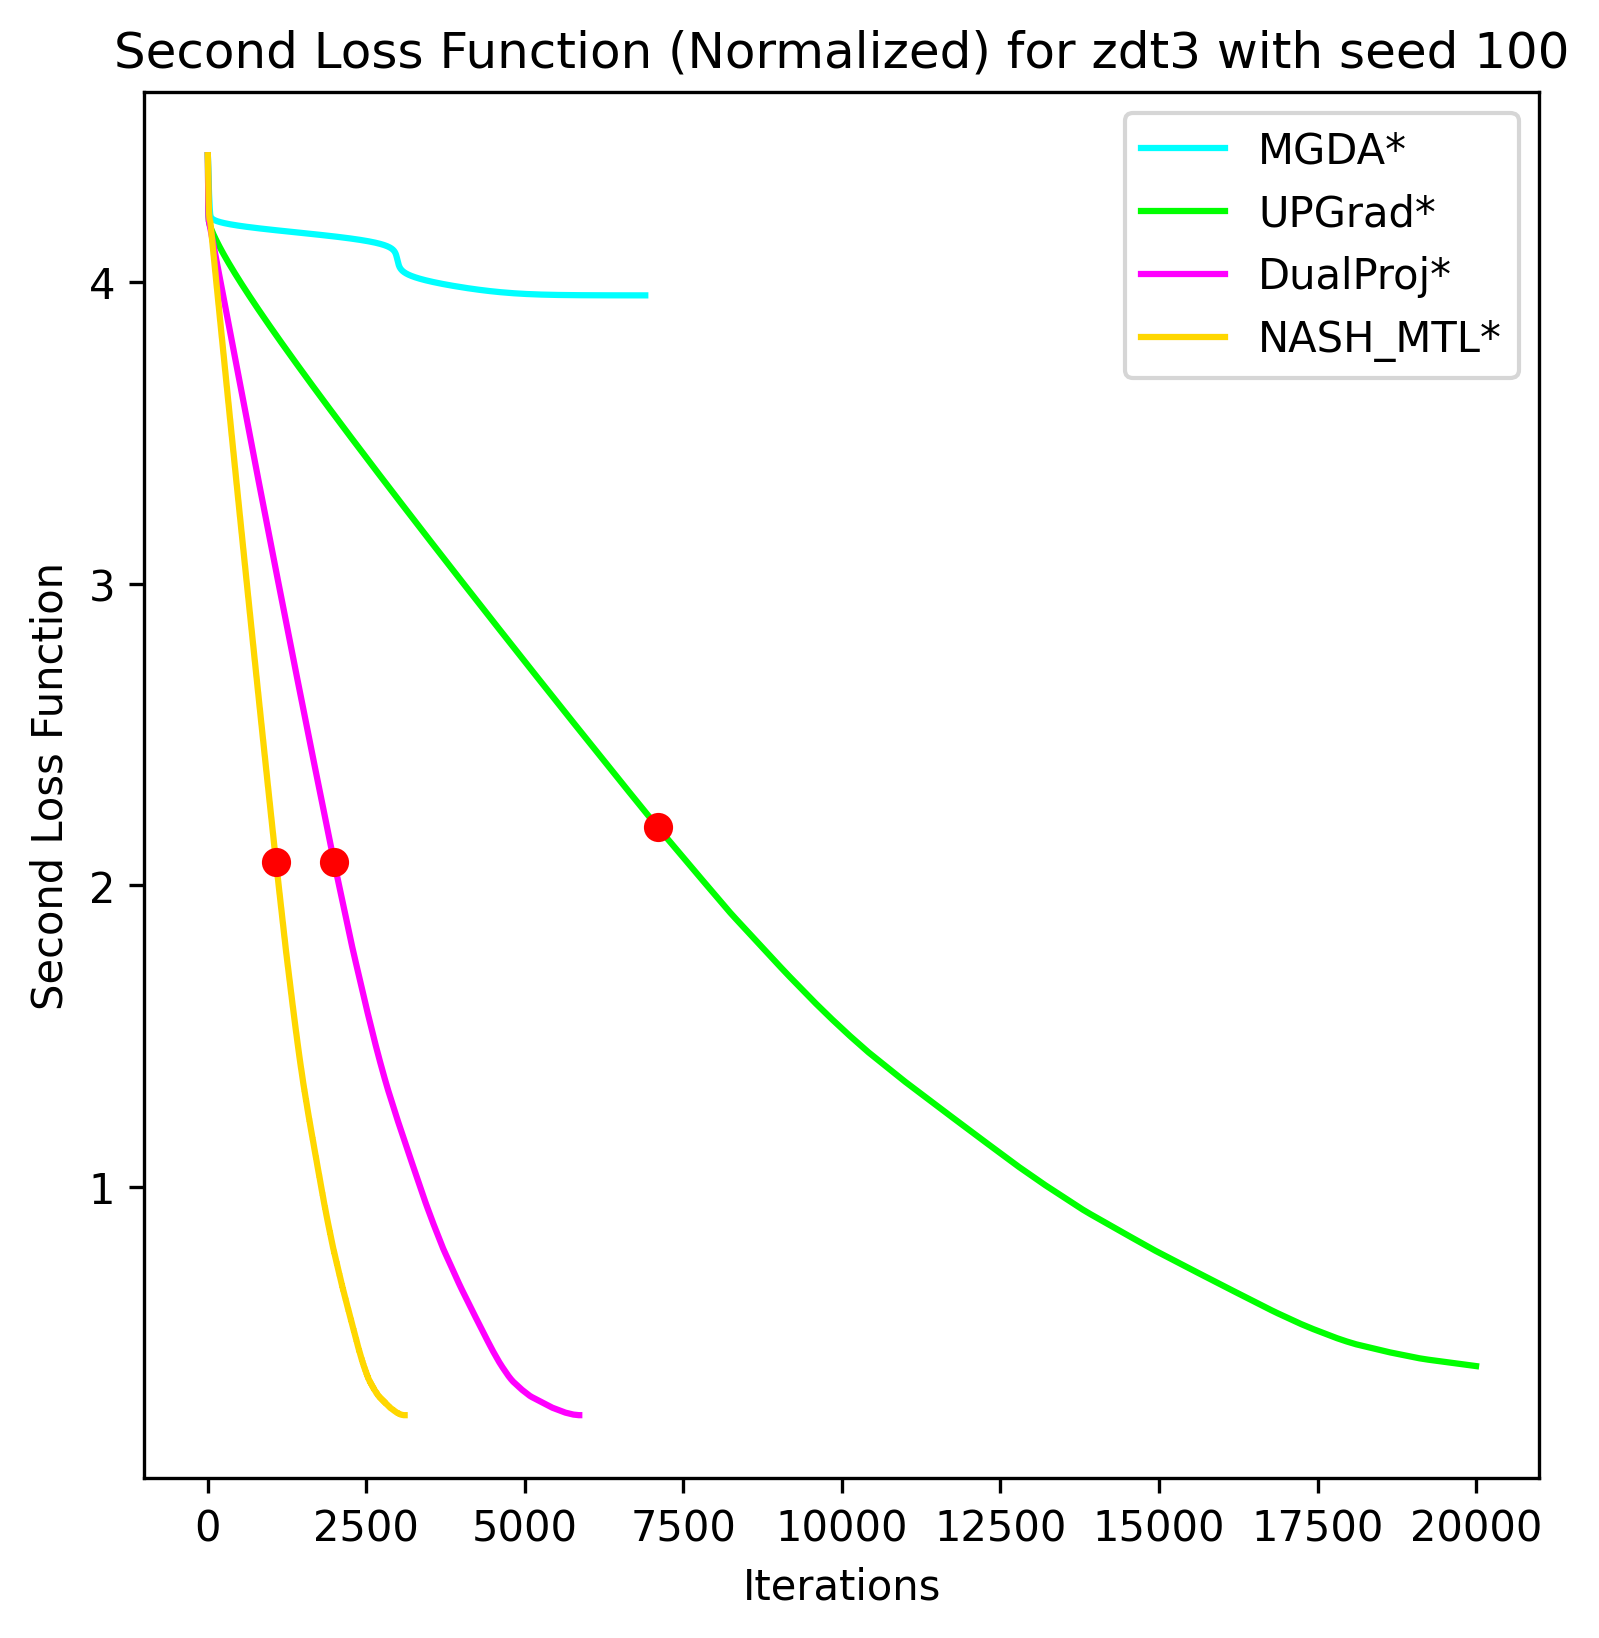 Second Loss Function (Normalized) for zdt3 with seed 100
MGDA*
UPGrad*
DualProj*
NASH_MTL*
Second Loss Function
4
3
2
1
0 2500 5000 7500 10000 12500 15000 17500 20000
Iterations